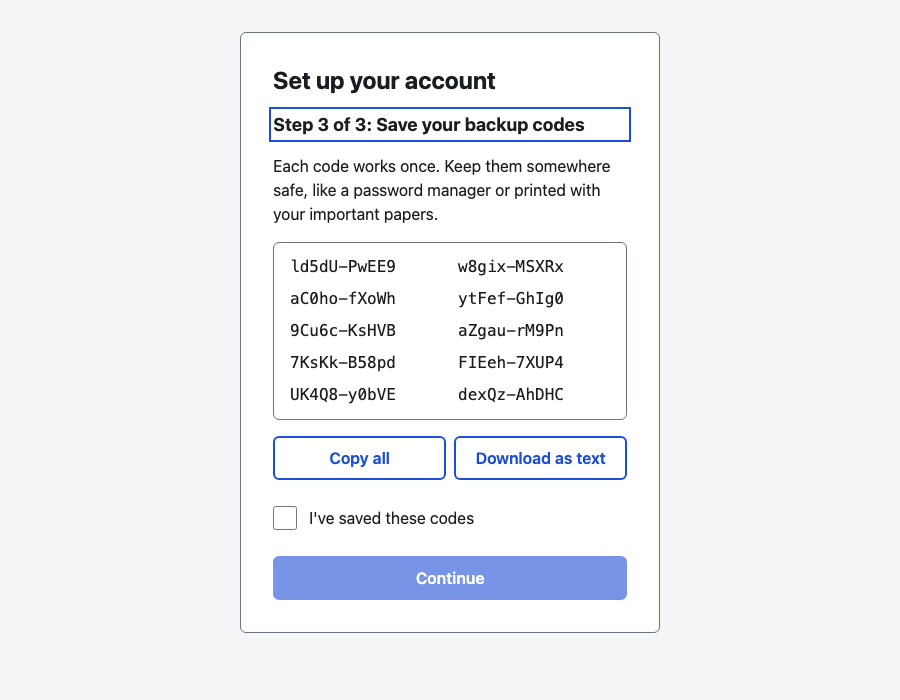 Set up your account
Step 3 of 3: Save your backup codes
Each code works once. Keep them somewhere
safe, like a password manager or printed with
your important papers.
ld5dU-PwEE9 w8gix-MSXRx
aC0ho-fXoWh ytFef-GhIg0
9Cu6c-KsHVB aZgau-rM9Pn
7KsKk-B58pd FIEeh-7XUP4
UK4Q8-y0bVE dexQz-AhDHC
Copy all Download as text
I've saved these codes
Continue